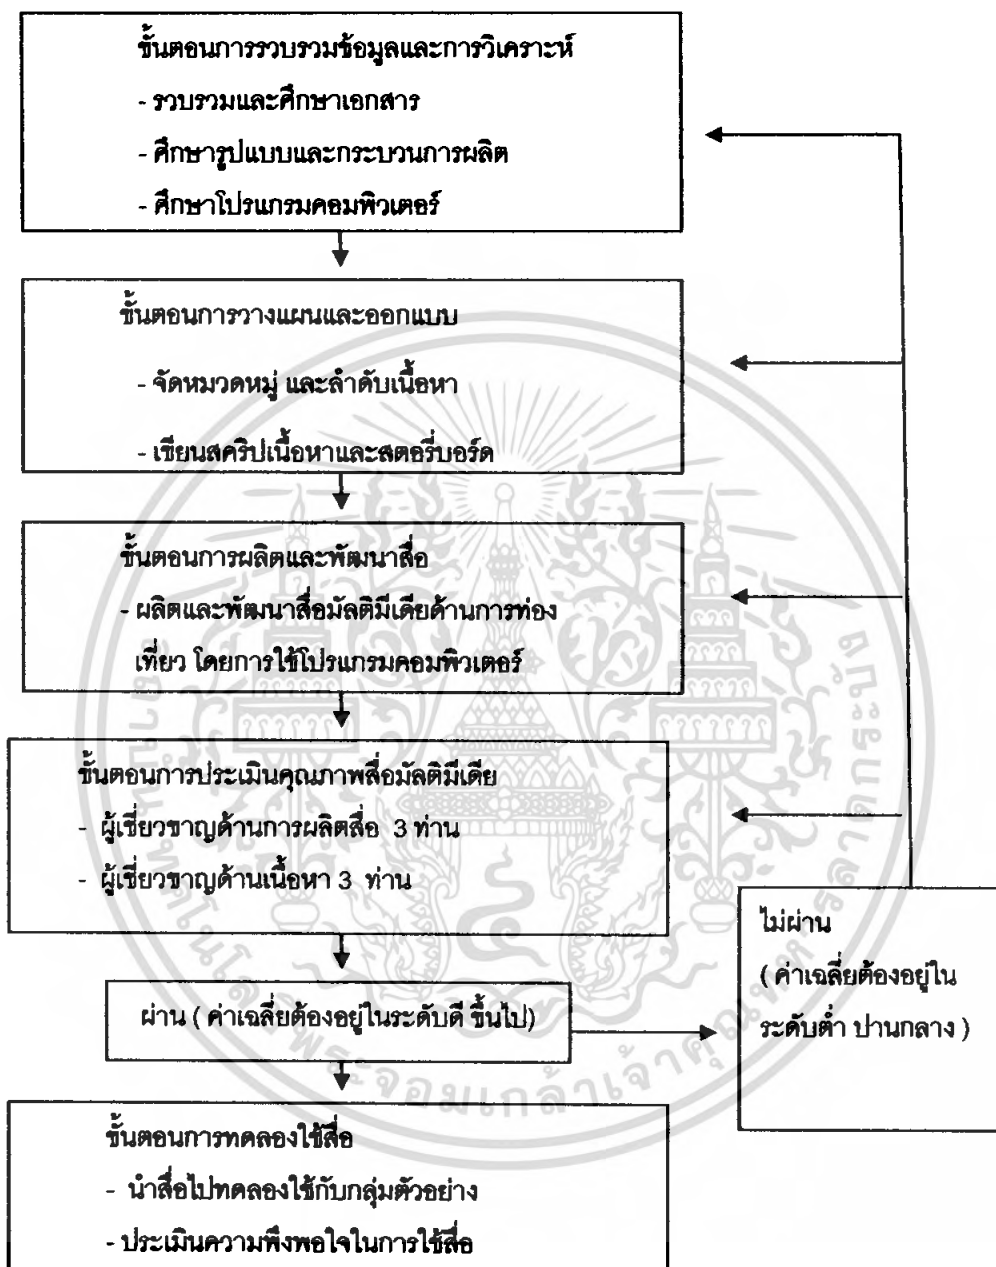 ขั้นตอนการรวบรวมข้อมูลและการวิเคราะห์
- รวบรวมและศึกษาเอกสาร
- ศึกษารูปแบบและกระบวนการผลิต
- ศึกษาโปรแกรมคอมพิวเตอร์
ขั้นตอนการวางแผนและออกแบบ
- จัดหมวดหมู่ และลำดับเนื้อหา
- เขียนสคริปเนื้อหาและสตอรี่บอร์ด
ขั้นตอนการผลิตและพัฒนาสื่อ
- ผลิตและพัฒนาสื่อมัลติมีเดียด้านการท่อง
เที่ยว โดยการใช้โปรแกรมคอมพิวเตอร์
ขั้นตอนการประเมินคุณภาพสื่อมัลติมีเดีย
- ผู้เชี่ยวชาญด้านการผลิตสื่อ 3 ท่าน
- ผู้เชี่ยวชาญด้านเนื้อหา 3 ท่าน
ไม่ผ่าน
( ค่าเฉลี่ยต้องอยู่ใน
ระดับต่ำ ปานกลาง )
ผ่าน ( ค่าเฉลี่ยต้องอยู่ในระดับดี ขึ้นไป)
ขั้นตอนการทดลองใช้สื่อ
- นำสื่อไปทดลองใช้กับกลุ่มตัวอย่าง
- ประเมินความพึงพอใจในการใช้สื่อ